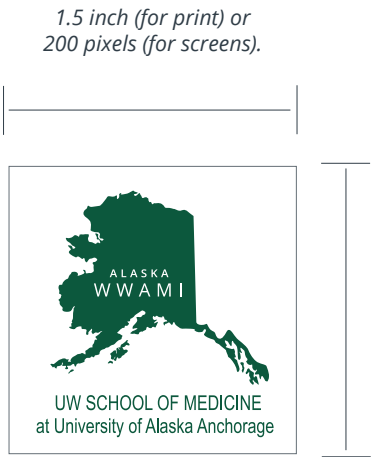 1.5 inch (for print) or
200 pixels (for screens).
ALASKA
WWAMI
UW SCHOOL OF MEDICINE
at University of Alaska Anchorage